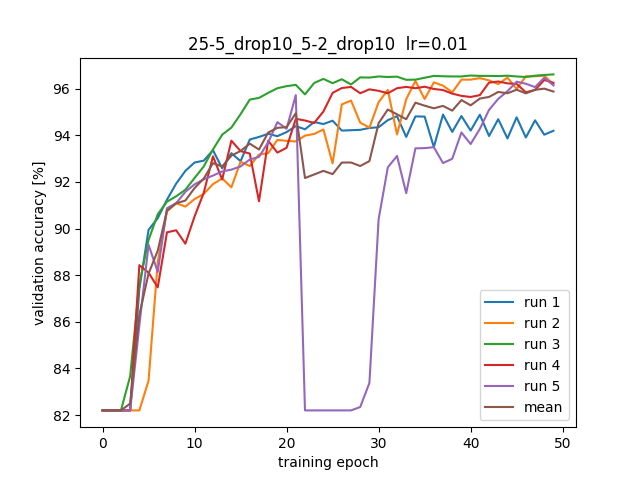 25-5_drop10_5-2_drop10  lr=0.01
validation accuracy [%]
96
94
92
90
88
86
84
82
0
10
20
30
40
50
training epoch
run 1
run 2
run 3
run 4
run 5
mean